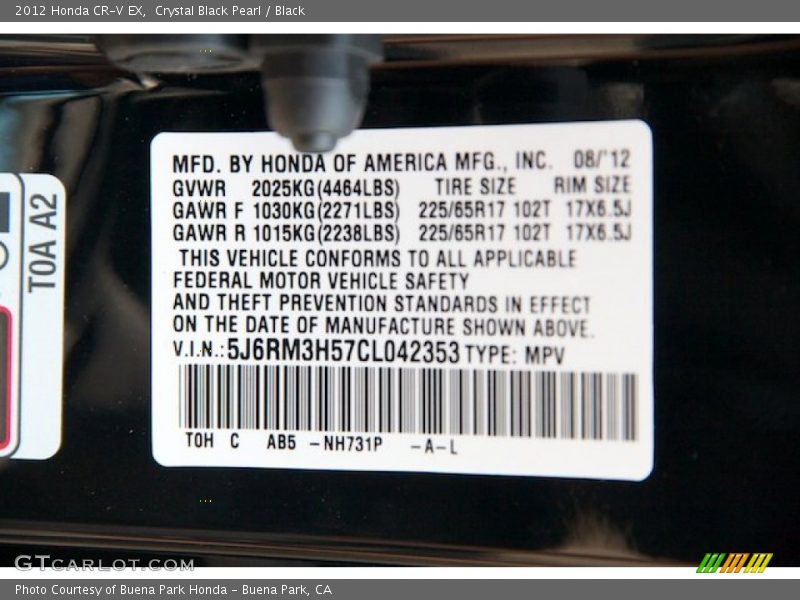 2012 Honda CR-V EX, Crystal Black Pearl / Black
MFD. BY HONDA OF AMERICA MFG., INC. 08/'12
GVWR 2025KG(4464LBS) TIRE SIZE RIM SIZE
GAWR F 1030KG(2271LBS) 225/65R17 102T 17X6.5J
GAWR R 1015KG(2238LBS) 225/65R17 102T 17X6.5J
THIS VEHICLE CONFORMS TO ALL APPLICABLE
FEDERAL MOTOR VEHICLE SAFETY
AND THEFT PREVENTION STANDARDS IN EFFECT
ON THE DATE OF MANUFACTURE SHOWN ABOVE.
V.I.N.:5J6RM3H57CL042353 TYPE: MPV
T0H C AB5 -NH731P -A-L
T0A A2
GTCARLOT.COM
Photo Courtesy of Buena Park Honda - Buena Park, CA